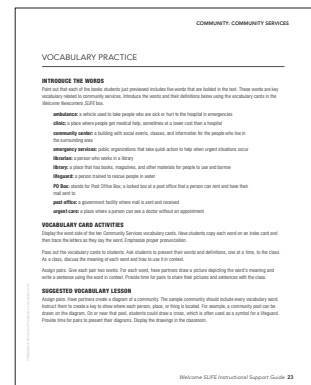 COMMUNITY: COMMUNITY SERVICES
VOCABULARY PRACTICE
INTRODUCE THE WORDS
Point out that each of the books students just previewed includes the words that are bolded in the text. These words are key
vocabulary related to community services. Introduce the words and their definitions below using the vocabulary cards in the
Welcome Newcomers SLIFE box.
ambulance: a vehicle used to take people who are sick or hurt to the hospital in emergencies
clinic: a place where people get medical help, sometimes at a lower cost than a hospital
community center: a building with social events, classes, and information for the people who live in
the surrounding area
emergency services: public organizations that take quick action to help when urgent situations occur
librarian: a person who works in a library
library: a place that has books, magazines, and other materials for people to use and borrow
lifeguard: a person trained to rescue people in water
PO Box: stands for Post Office Box; a locked box at a post office that a person can rent and have their
mail sent to
post office: a government facility where mail is sent and received
urgent care: a place where a person can see a doctor without an appointment
VOCABULARY CARD ACTIVITIES
Display the word side of the ten Community Services vocabulary cards. Have students copy each word on an index card and
then trace the letters as they say the word. Emphasize proper pronunciation.
Pass out the vocabulary cards to students. Ask students to present their words and definitions, one at a time, to the class.
As a class, discuss the meaning of each word and how to use it in context.
Assign pairs. Give each pair two words. For each word, have partners draw a picture depicting the word's meaning and
write a sentence using the word in context. Provide time for pairs to share their pictures and sentences with the class.
SUGGESTED VOCABULARY LESSON
Assign pairs. Have partners create a diagram of a community. The sample community should include every vocabulary word.
Instruct them to create a key to show where each person, place, or thing is located. For example, a community pool can be
drawn on the diagram. On or near that pool, students could draw a cross, which is often used as a symbol for a lifeguard.
Provide time for pairs to present their diagrams. Display the drawings in the classroom.
Welcome SLIFE Instructional Support Guide 23